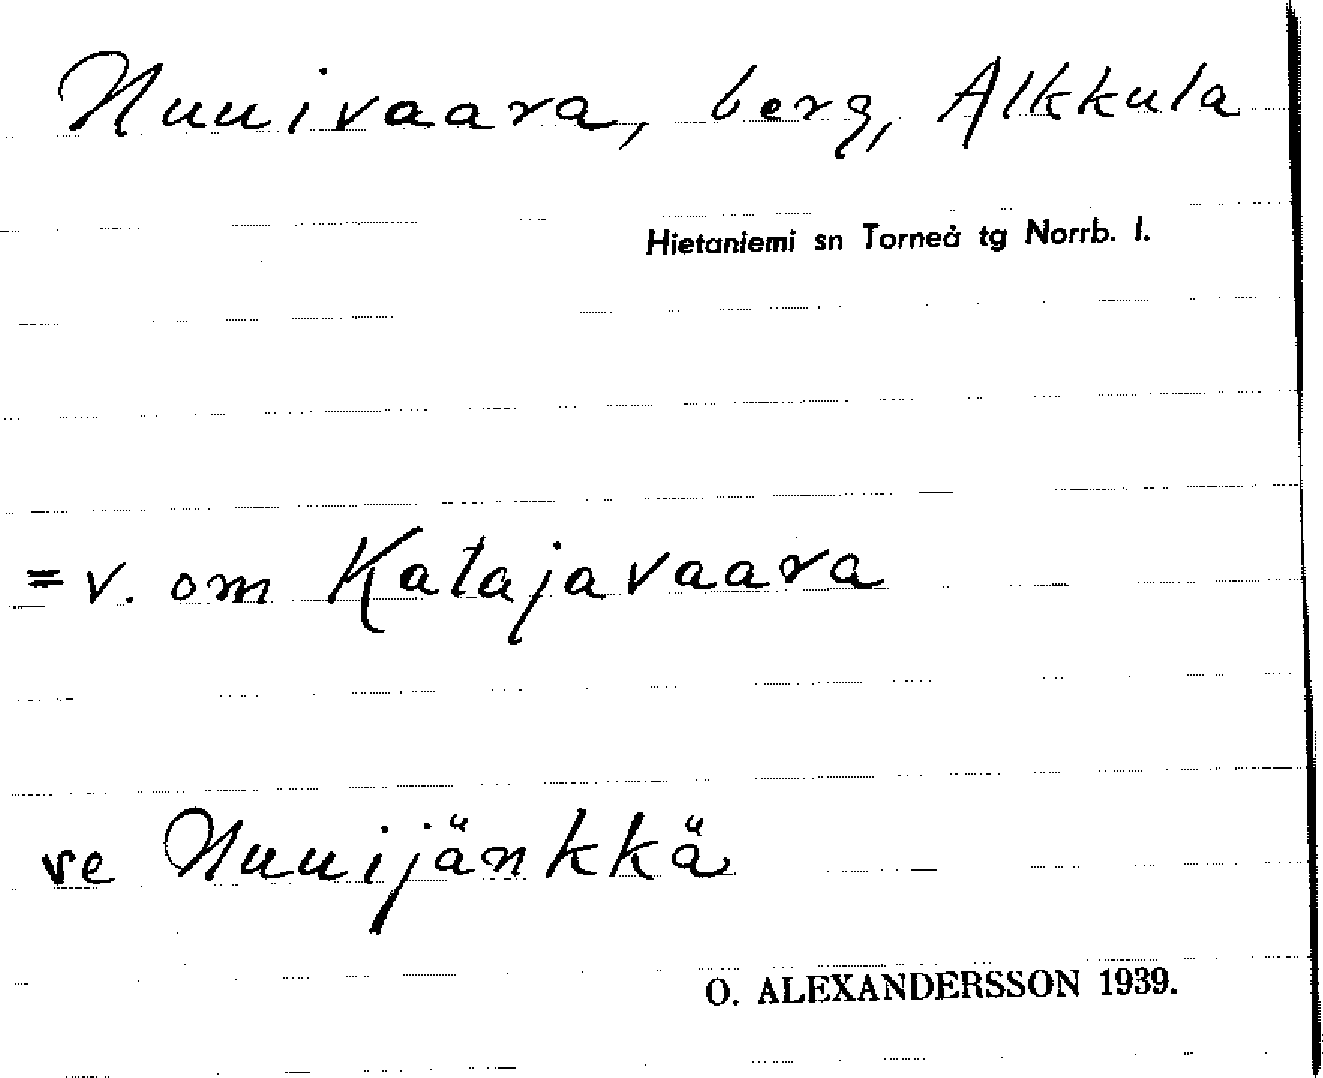 Nuuivaara, berg, Alkkula
Hietaniemi sn Torneå tg Norrb. l.
= v. om Katajavaara
ve Nuuijänkkä
O. ALEXANDERSSON 1939.